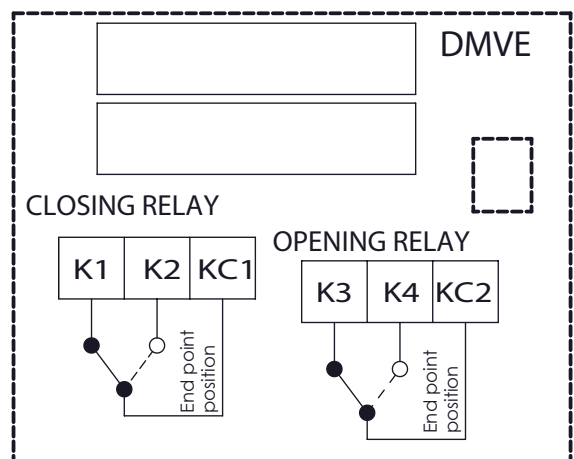 DMVE
CLOSING RELAY
K1 K2 KC1
End point
position
OPENING RELAY
K3 K4 KC2
End point
position